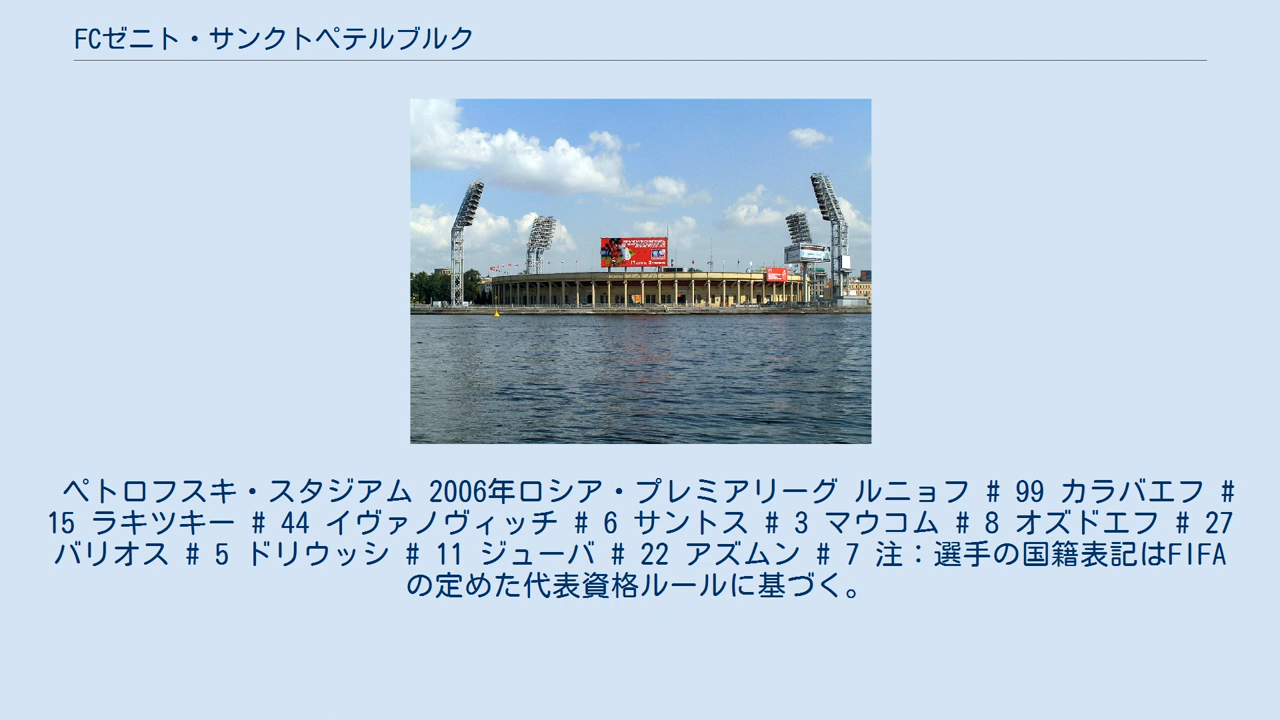 FCゼニト・サンクトペテルブルク
ペトロフスキ・スタジアム 2006年ロシア・プレミアリーグ ルニョフ # 99 カラバエフ #
15 ラキツキー # 44 イヴァノヴィッチ # 6 サントス # 3 マウコム # 8 オズドエフ # 27
バリオス # 5 ドリウッシ # 11 ジューバ # 22 アズムン # 7 注：選手の国籍表記はFIFA
の定めた代表資格ルールに基づく。